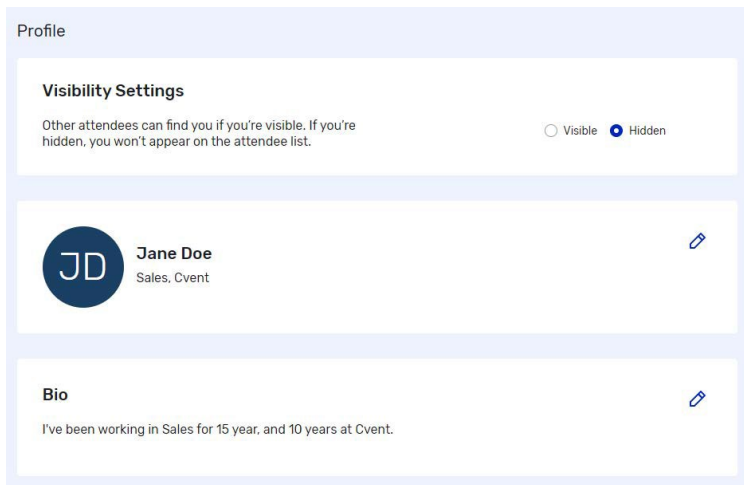 Profile
Visibility Settings
Other attendees can find you if you're visible. If you're
hidden, you won't appear on the attendee list.
Visible Hidden
JD
Jane Doe
Sales, Cvent
Bio
I've been working in Sales for 15 year, and 10 years at Cvent.